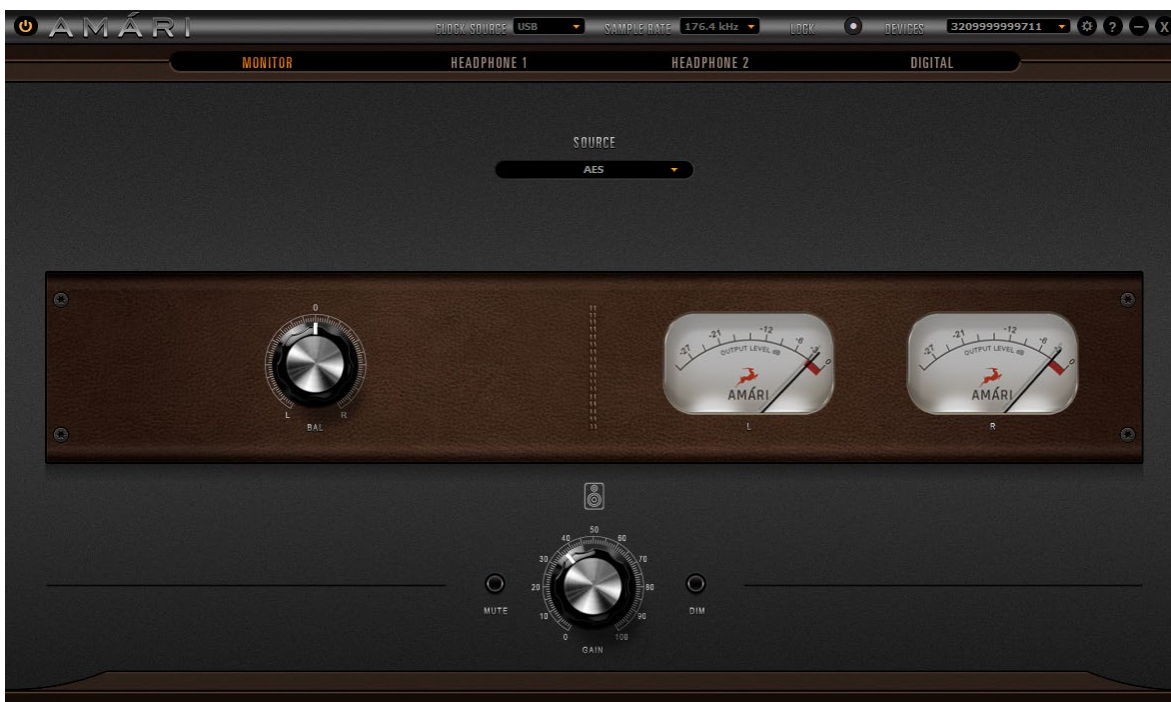 AMÁRI CLOCK SOURCE USB SAMPLE RATE 176.4 kHz LOCK DEVICES 3209999999711 ? X
MONITOR HEADPHONE 1 HEADPHONE 2 DIGITAL
SOURCE
AES
0
L R
BAL
-27 -21 -12 -6 -3 0
OUTPUT LEVEL dB
AMÁRI
L
-27 -21 -12 -6 -3 0
OUTPUT LEVEL dB
AMÁRI
R
0 10 20 30 40 50 60 70 80 90 100
MUTE
GAIN
DIM